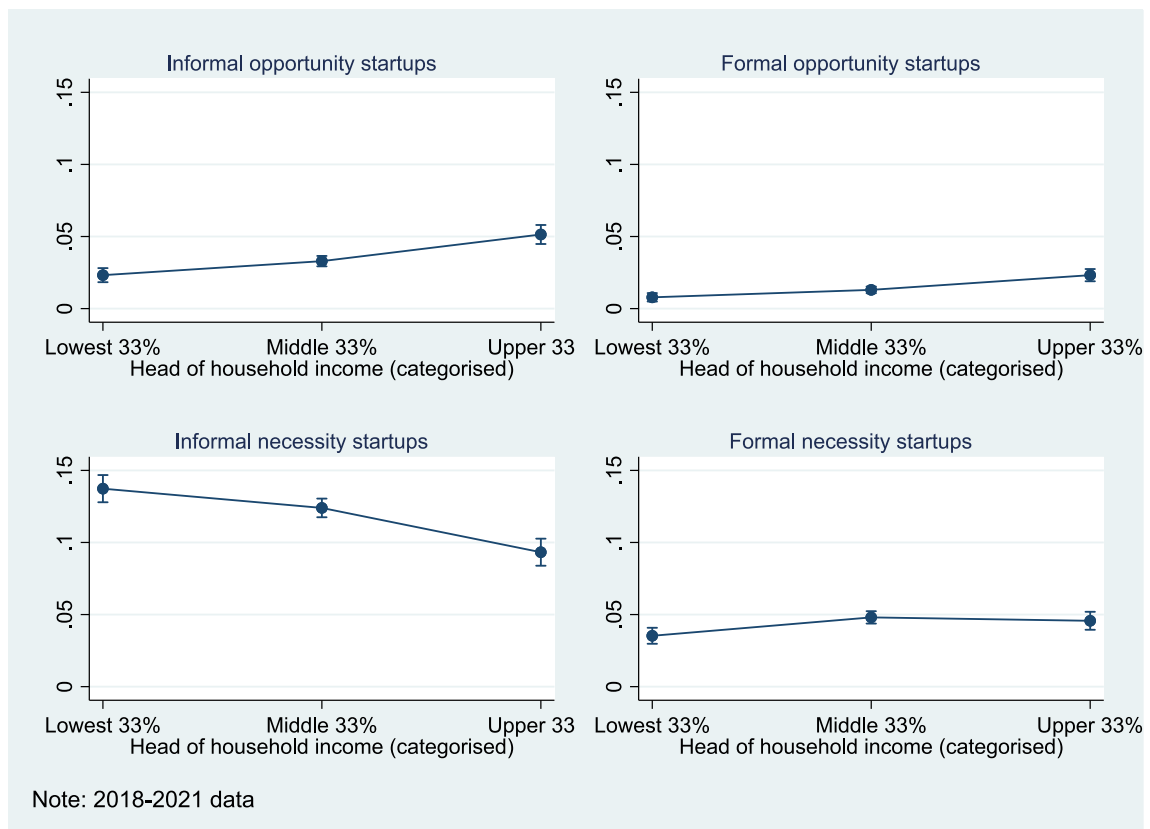 Informal opportunity startups
.15
.1
.05
0
Lowest 33% Middle 33% Upper 33
Head of household income (categorised)
Formal opportunity startups
.15
.1
.05
0
Lowest 33% Middle 33% Upper 33%
Head of household income (categorised)
Informal necessity startups
.15
.1
.05
0
Lowest 33% Middle 33% Upper 33
Head of household income (categorised)
Formal necessity startups
.15
.1
.05
0
Lowest 33% Middle 33% Upper 33%
Head of household income (categorised)
Note: 2018-2021 data